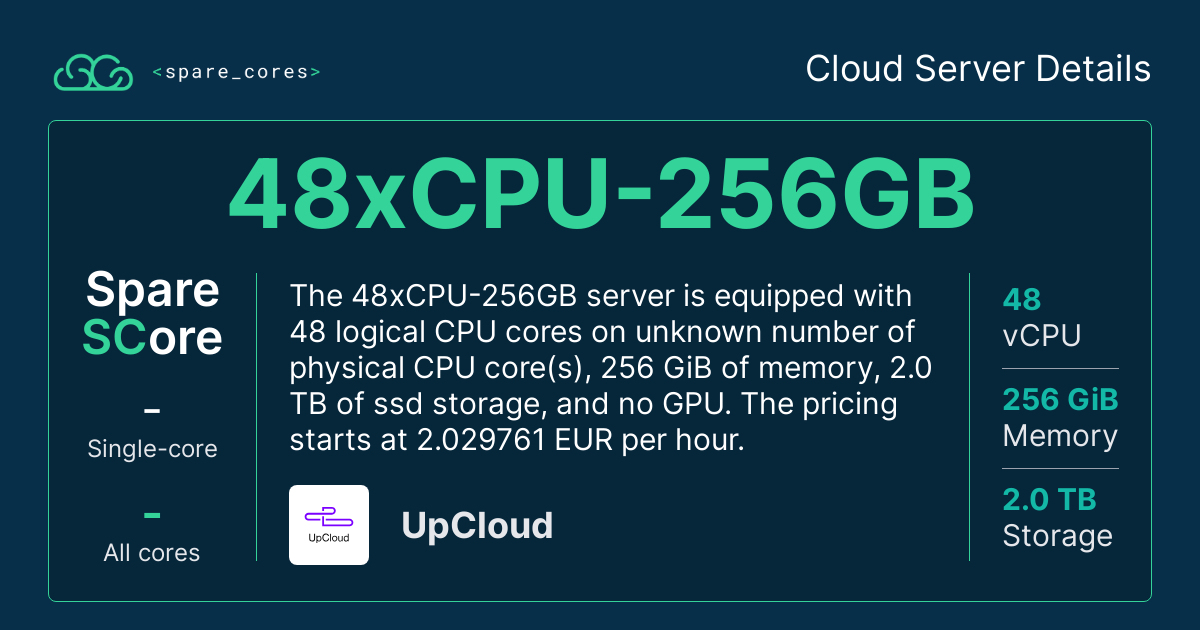 <spare_cores>
Cloud Server Details
48xCPU-256GB
Spare
SCore
-
Single-core
-
All cores
The 48xCPU-256GB server is equipped with
48 logical CPU cores on unknown number of
physical CPU core(s), 256 GiB of memory, 2.0
TB of ssd storage, and no GPU. The pricing
starts at 2.029761 EUR per hour.
UpCloud
UpCloud
48
vCPU
256 GiB
Memory
2.0 TB
Storage